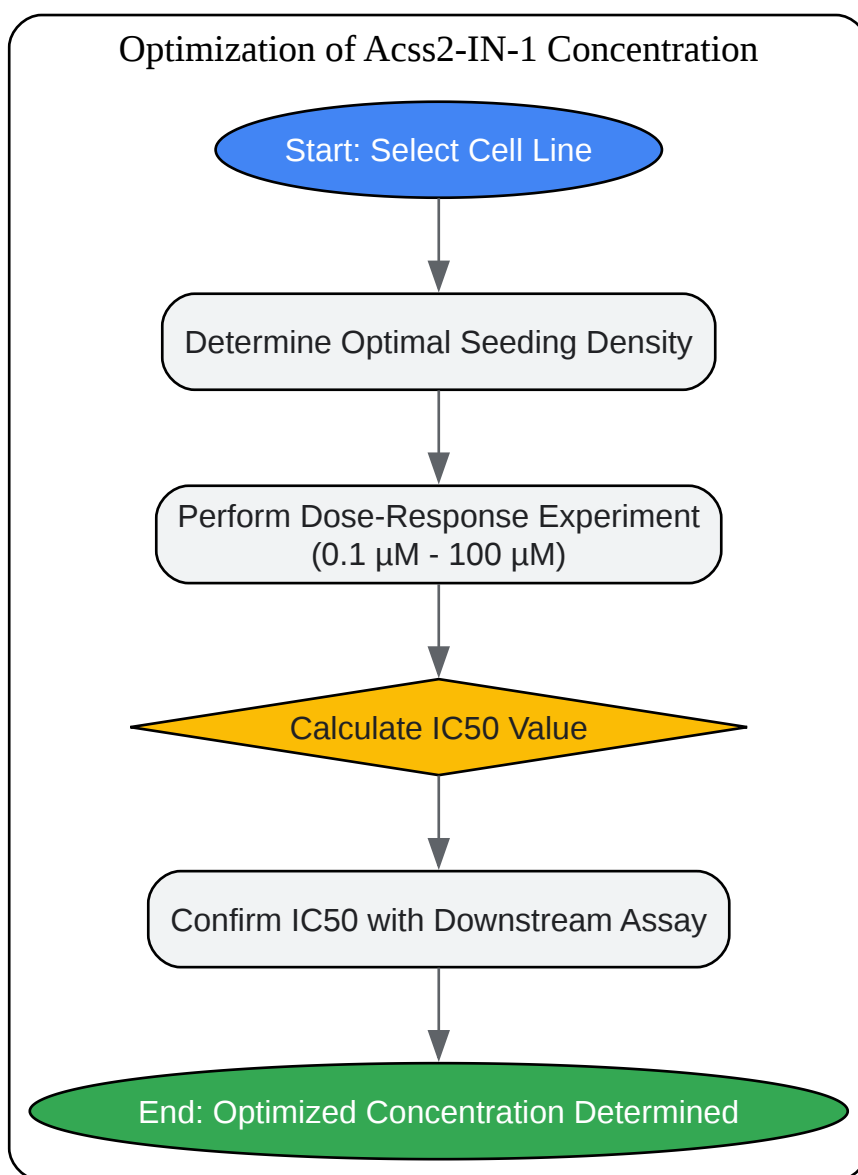 Optimization of Acss2-IN-1 Concentration
Start: Select Cell Line
Determine Optimal Seeding Density
Perform Dose-Response Experiment
(0.1 µM - 100 µM)
Calculate IC50 Value
Confirm IC50 with Downstream Assay
End: Optimized Concentration Determined